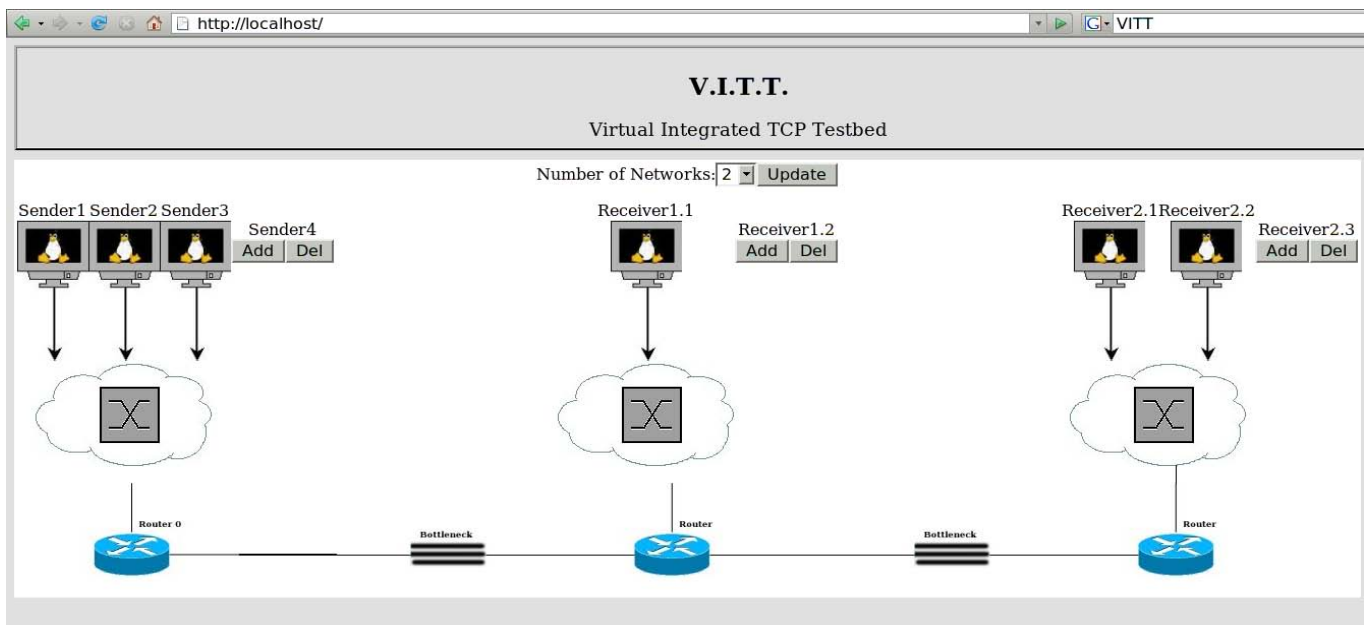 http://localhost/
G VITT
V.I.T.T.
Virtual Integrated TCP Testbed
Number of Networks: 2 Update
Sender1 Sender2 Sender3
Sender4
Add Del
Receiver1.1
Receiver1.2
Add Del
Receiver2.1 Receiver2.2
Receiver2.3
Add Del
Router 0
Bottleneck
Router
Bottleneck
Router